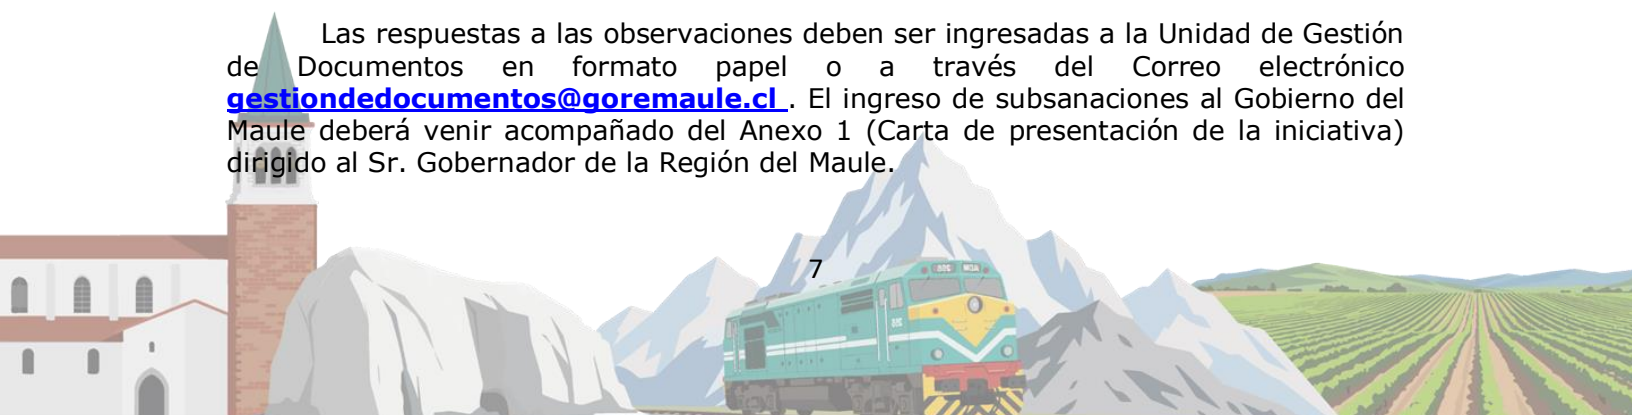 Las respuestas a las observaciones deben ser ingresadas a la Unidad de Gestión
de Documentos en formato papel o a través del Correo electrónico
gestiondedocumentos@goremaule.cl . El ingreso de subsanaciones al Gobierno del
Maule deberá venir acompañado del Anexo 1 (Carta de presentación de la iniciativa)
dirigido al Sr. Gobernador de la Región del Maule.
7